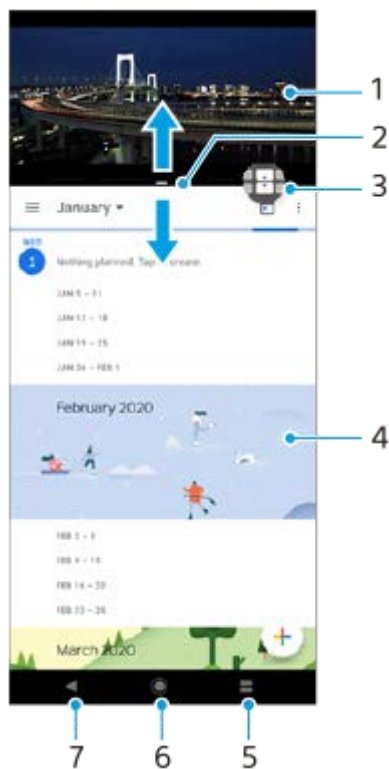 1
2
3
January
WED
1
Nothing planned. Tap to create.
JAN 5 – 11
JAN 12 – 18
JAN 19 – 25
JAN 26 – FEB 1
February 2020
4
FEB 2 – 8
FEB 9 – 15
FEB 16 – 22
FEB 23 – 29
March 2020
7
6
5